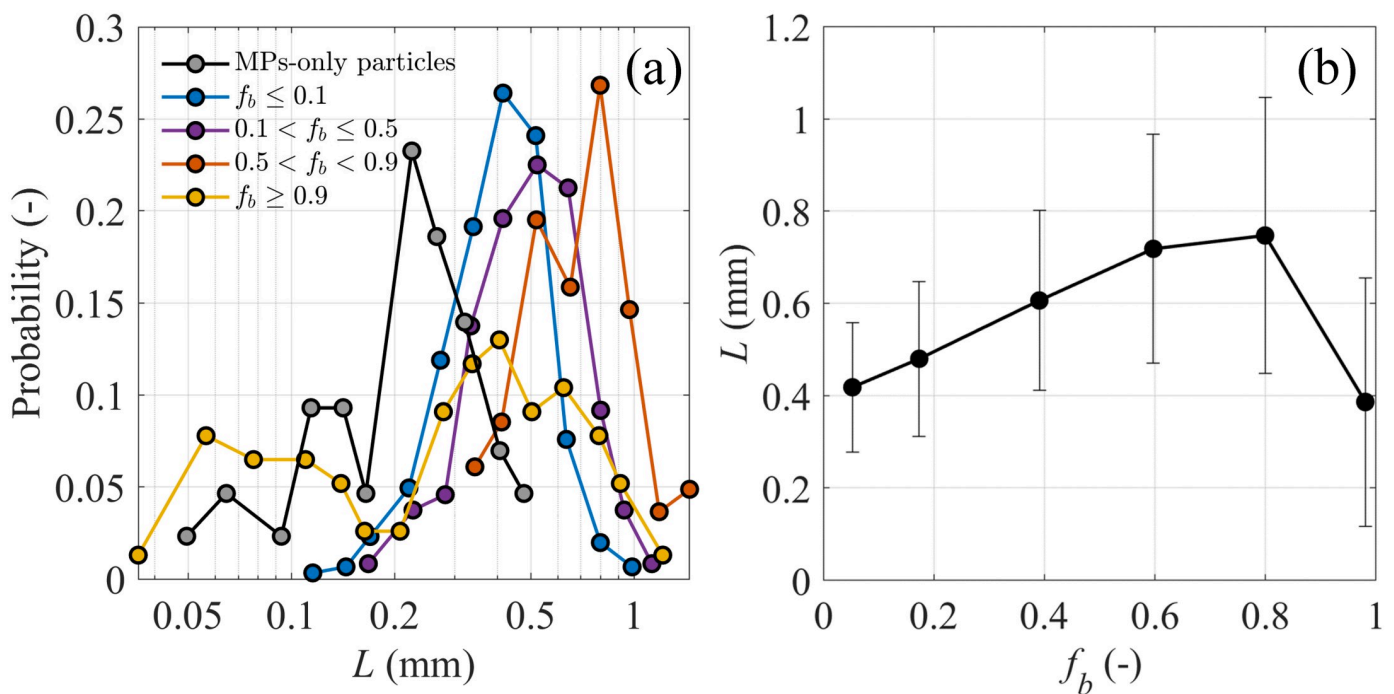 (a)
MPs-only particles
f_b ≤ 0.1
0.1 < f_b ≤ 0.5
0.5 < f_b < 0.9
f_b ≥ 0.9
Probability (-)
0.3
0.25
0.2
0.15
0.1
0.05
0
0.05 0.1 0.2 0.5 1
L (mm)
(b)
L (mm)
1.2
1
0.8
0.6
0.4
0.2
0
0 0.2 0.4 0.6 0.8 1
f_b (-)